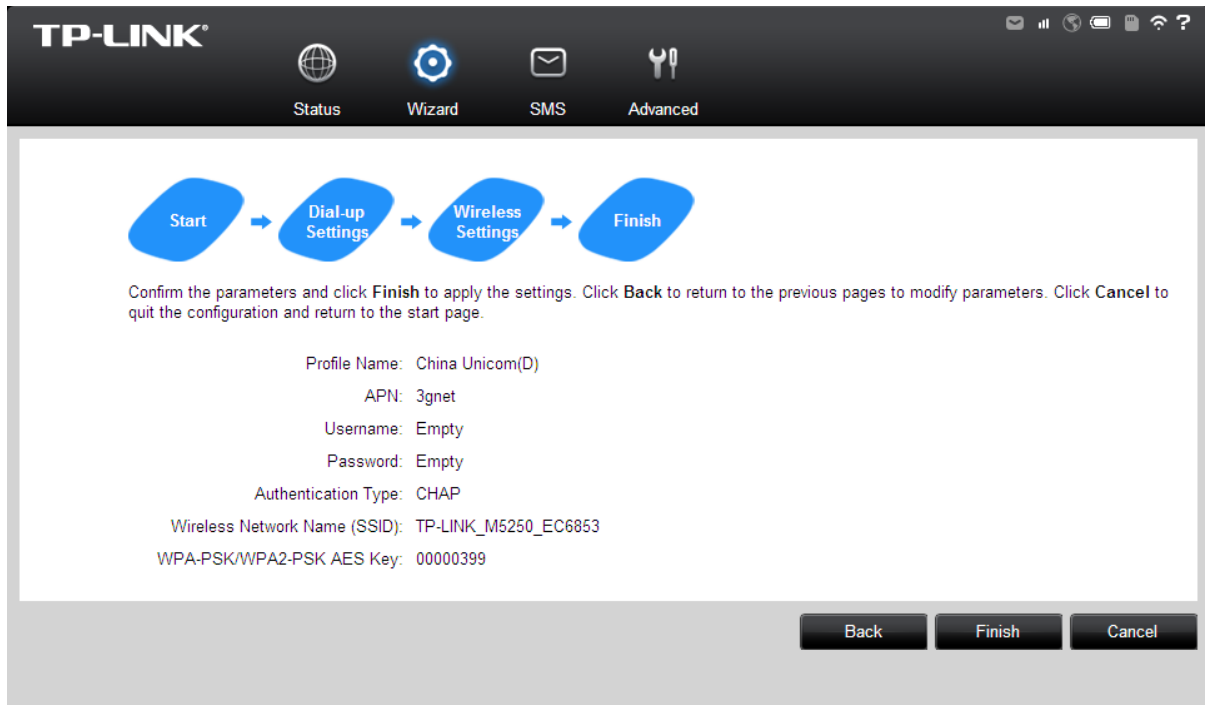 TP-LINK®
?
Status Wizard SMS Advanced
Start Dial-up Settings Wireless Settings Finish
Confirm the parameters and click Finish to apply the settings. Click Back to return to the previous pages to modify parameters. Click Cancel to
quit the configuration and return to the start page.
Profile Name: China Unicom(D)
APN: 3gnet
Username: Empty
Password: Empty
Authentication Type: CHAP
Wireless Network Name (SSID): TP-LINK_M5250_EC6853
WPA-PSK/WPA2-PSK AES Key: 00000399
Back Finish Cancel